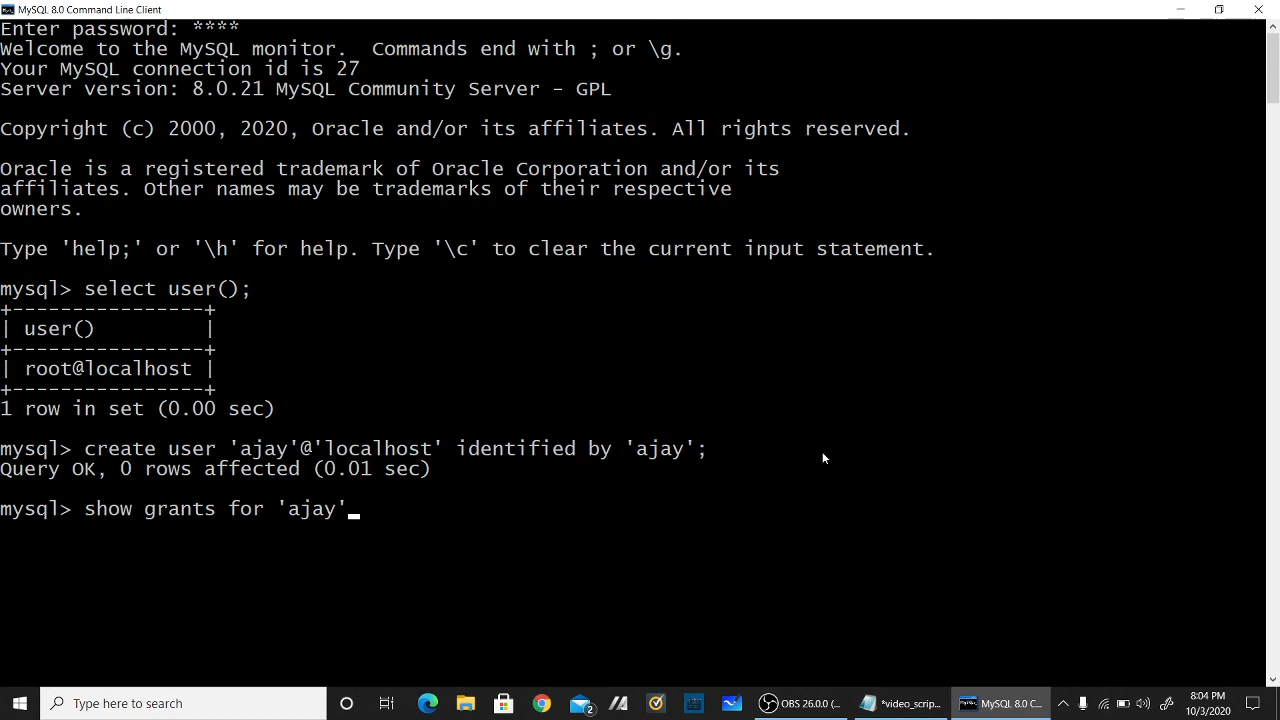 MySQL 8.0 Command Line Client
Enter password: ****
Welcome to the MySQL monitor.  Commands end with ; or \g.
Your MySQL connection id is 27
Server version: 8.0.21 MySQL Community Server - GPL
Copyright (c) 2000, 2020, Oracle and/or its affiliates. All rights reserved.
Oracle is a registered trademark of Oracle Corporation and/or its
affiliates. Other names may be trademarks of their respective
owners.
Type 'help;' or '\h' for help. Type '\c' to clear the current input statement.
mysql> select user();
+----------------+
| user()         |
+----------------+
| root@localhost |
+----------------+
1 row in set (0.00 sec)
mysql> create user 'ajay'@'localhost' identified by 'ajay';
Query OK, 0 rows affected (0.01 sec)
mysql> show grants for 'ajay'_
Type here to search
2
OBS 26.0.0 (...
*video_scrip...
MySQL 8.0 C...
8:04 PM
10/3/2020